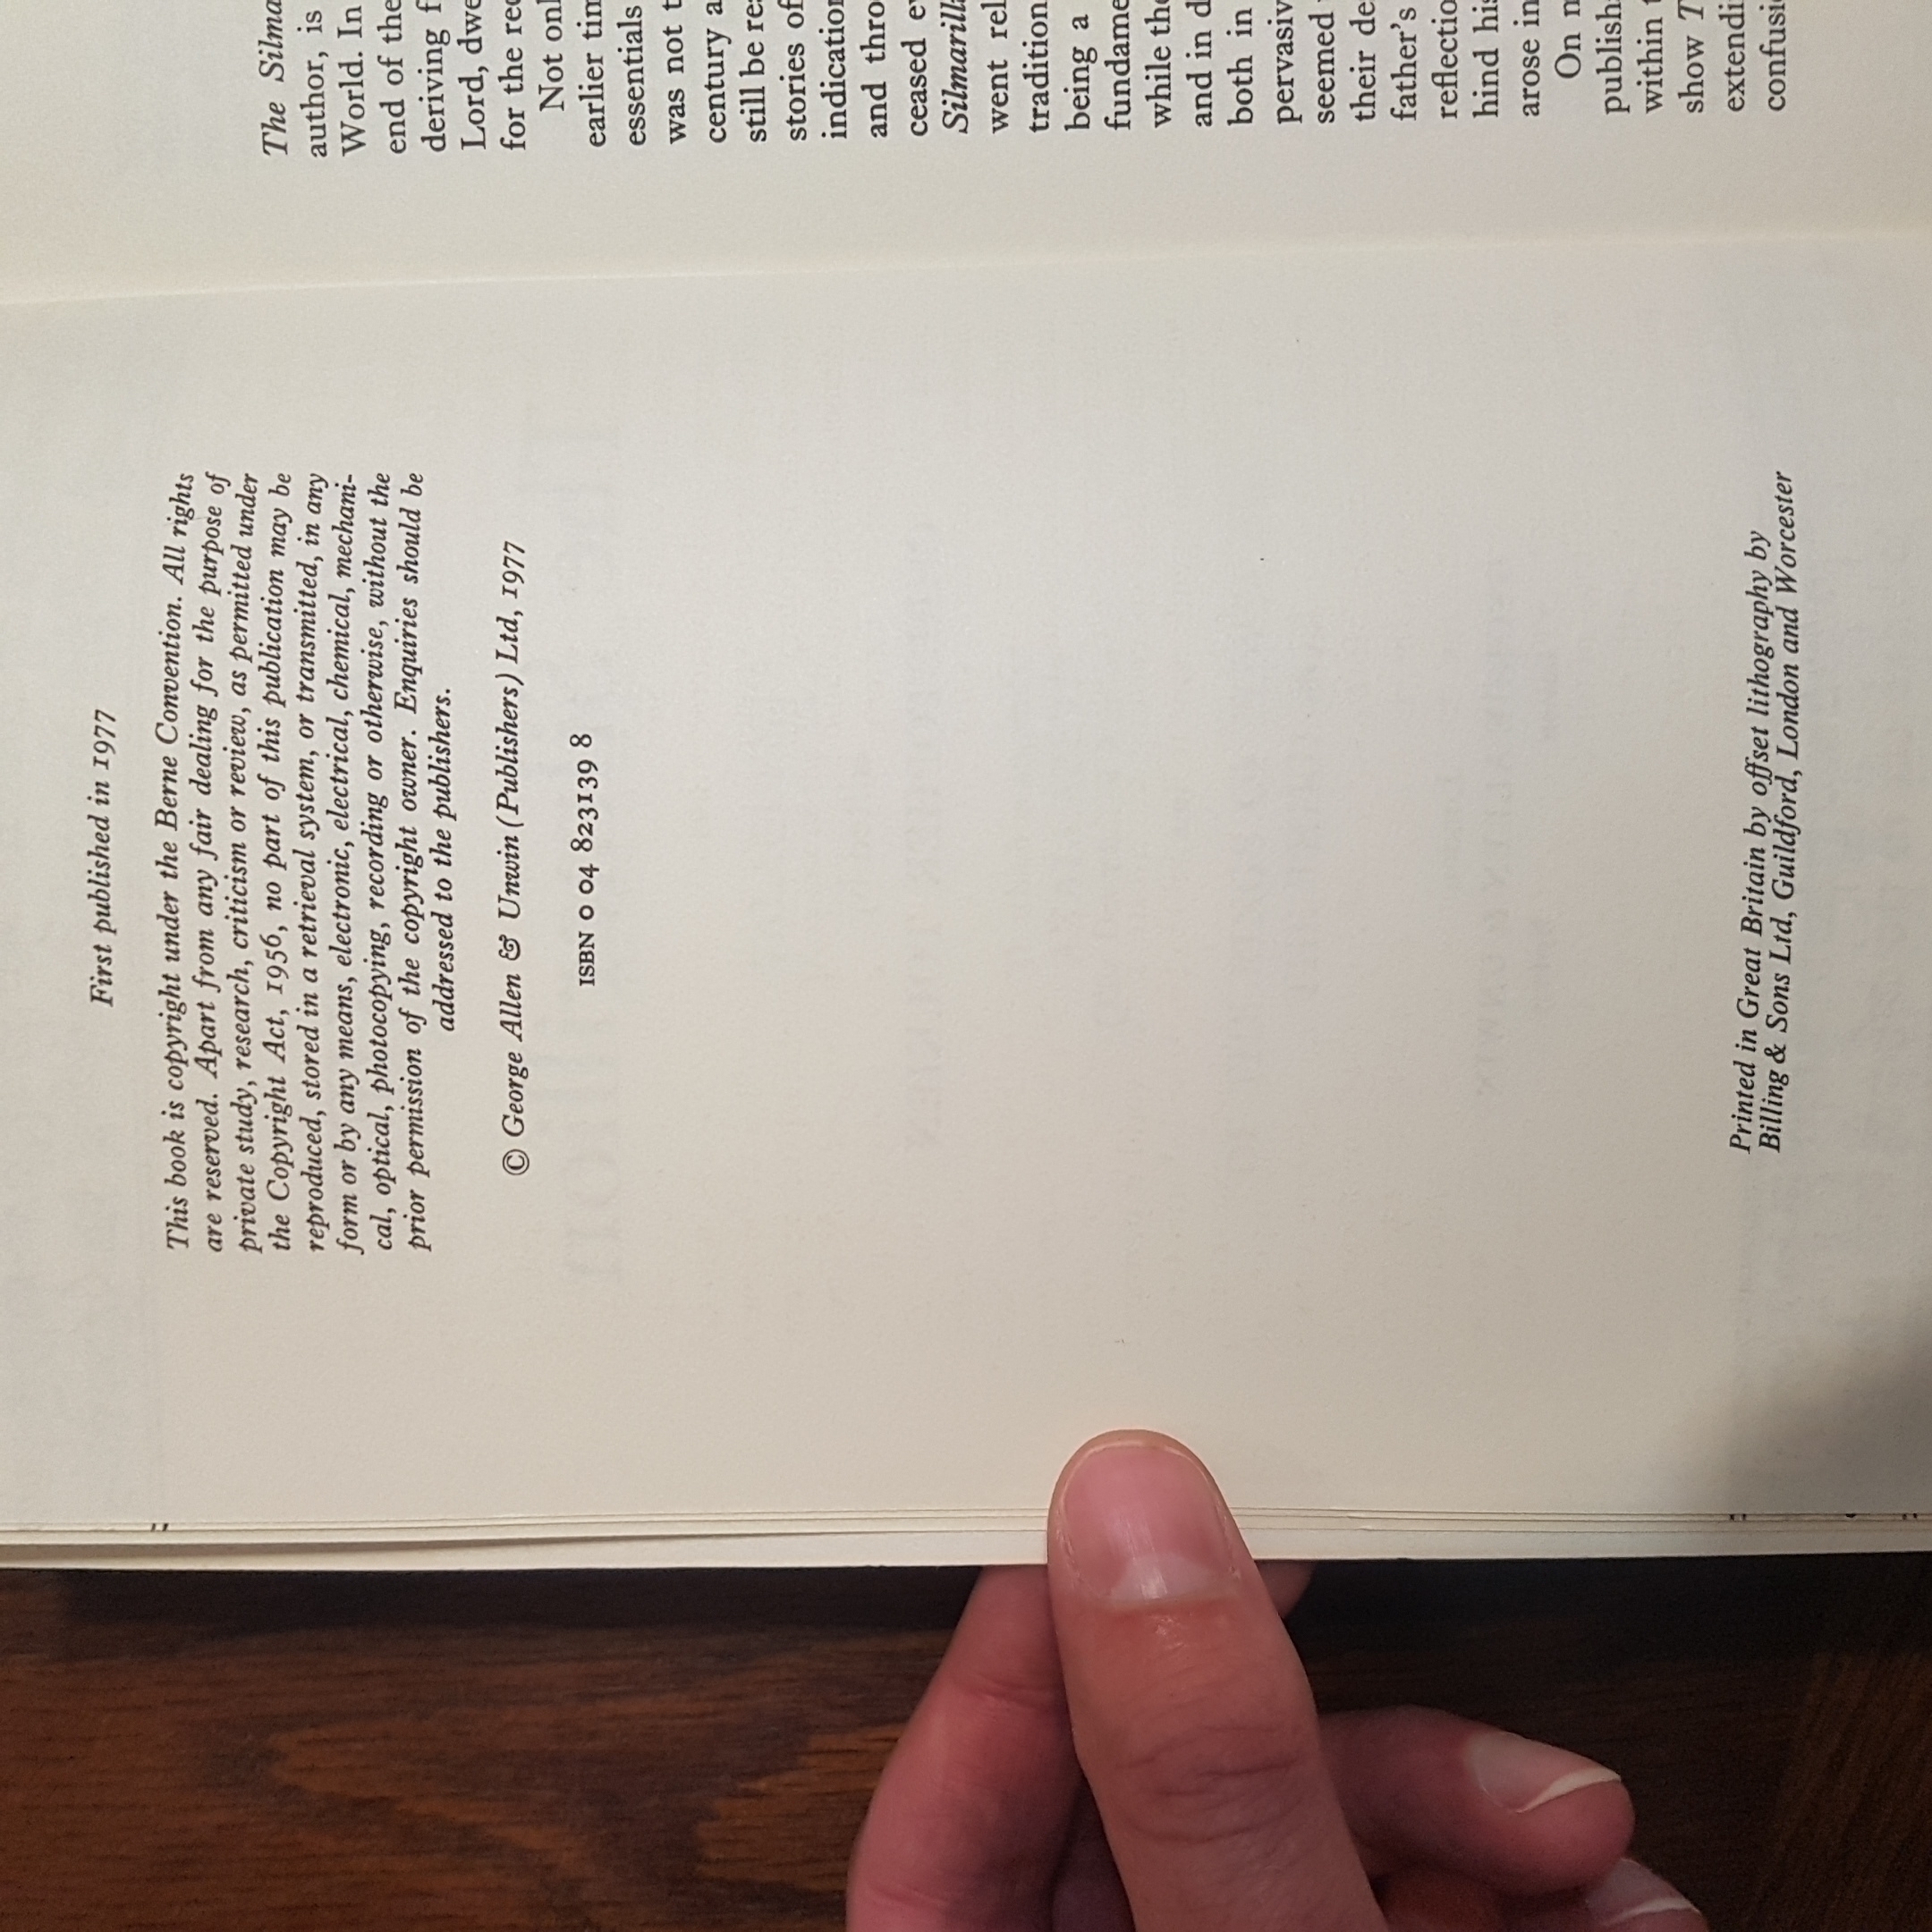 First published in 1977
This book is copyright under the Berne Convention. All rights
are reserved. Apart from any fair dealing for the purpose of
private study, research, criticism or review, as permitted under
the Copyright Act, 1956, no part of this publication may be
reproduced, stored in a retrieval system, or transmitted, in any
form or by any means, electronic, electrical, chemical, mechani-
cal, optical, photocopying, recording or otherwise, without the
prior permission of the copyright owner. Enquiries should be
addressed to the publishers.
© George Allen & Unwin (Publishers) Ltd, 1977
ISBN 0 04 823139 8
Printed in Great Britain by offset lithography by
Billing & Sons Ltd, Guildford, London and Worcester
The Silma
author, is
World. In
end of the
deriving f
Lord, dwe
for the rec
Not onl
earlier tim
essentials
was not t
century a
still be rea
stories of
indication
and thro
ceased ev
Silmarilla
went rel
tradition
being a
fundame
while the
and in d
both in
pervasiv
seemed
their de
father's
reflectio
hind his
arose in
On m
publish
within t
show T
extendi
confusi